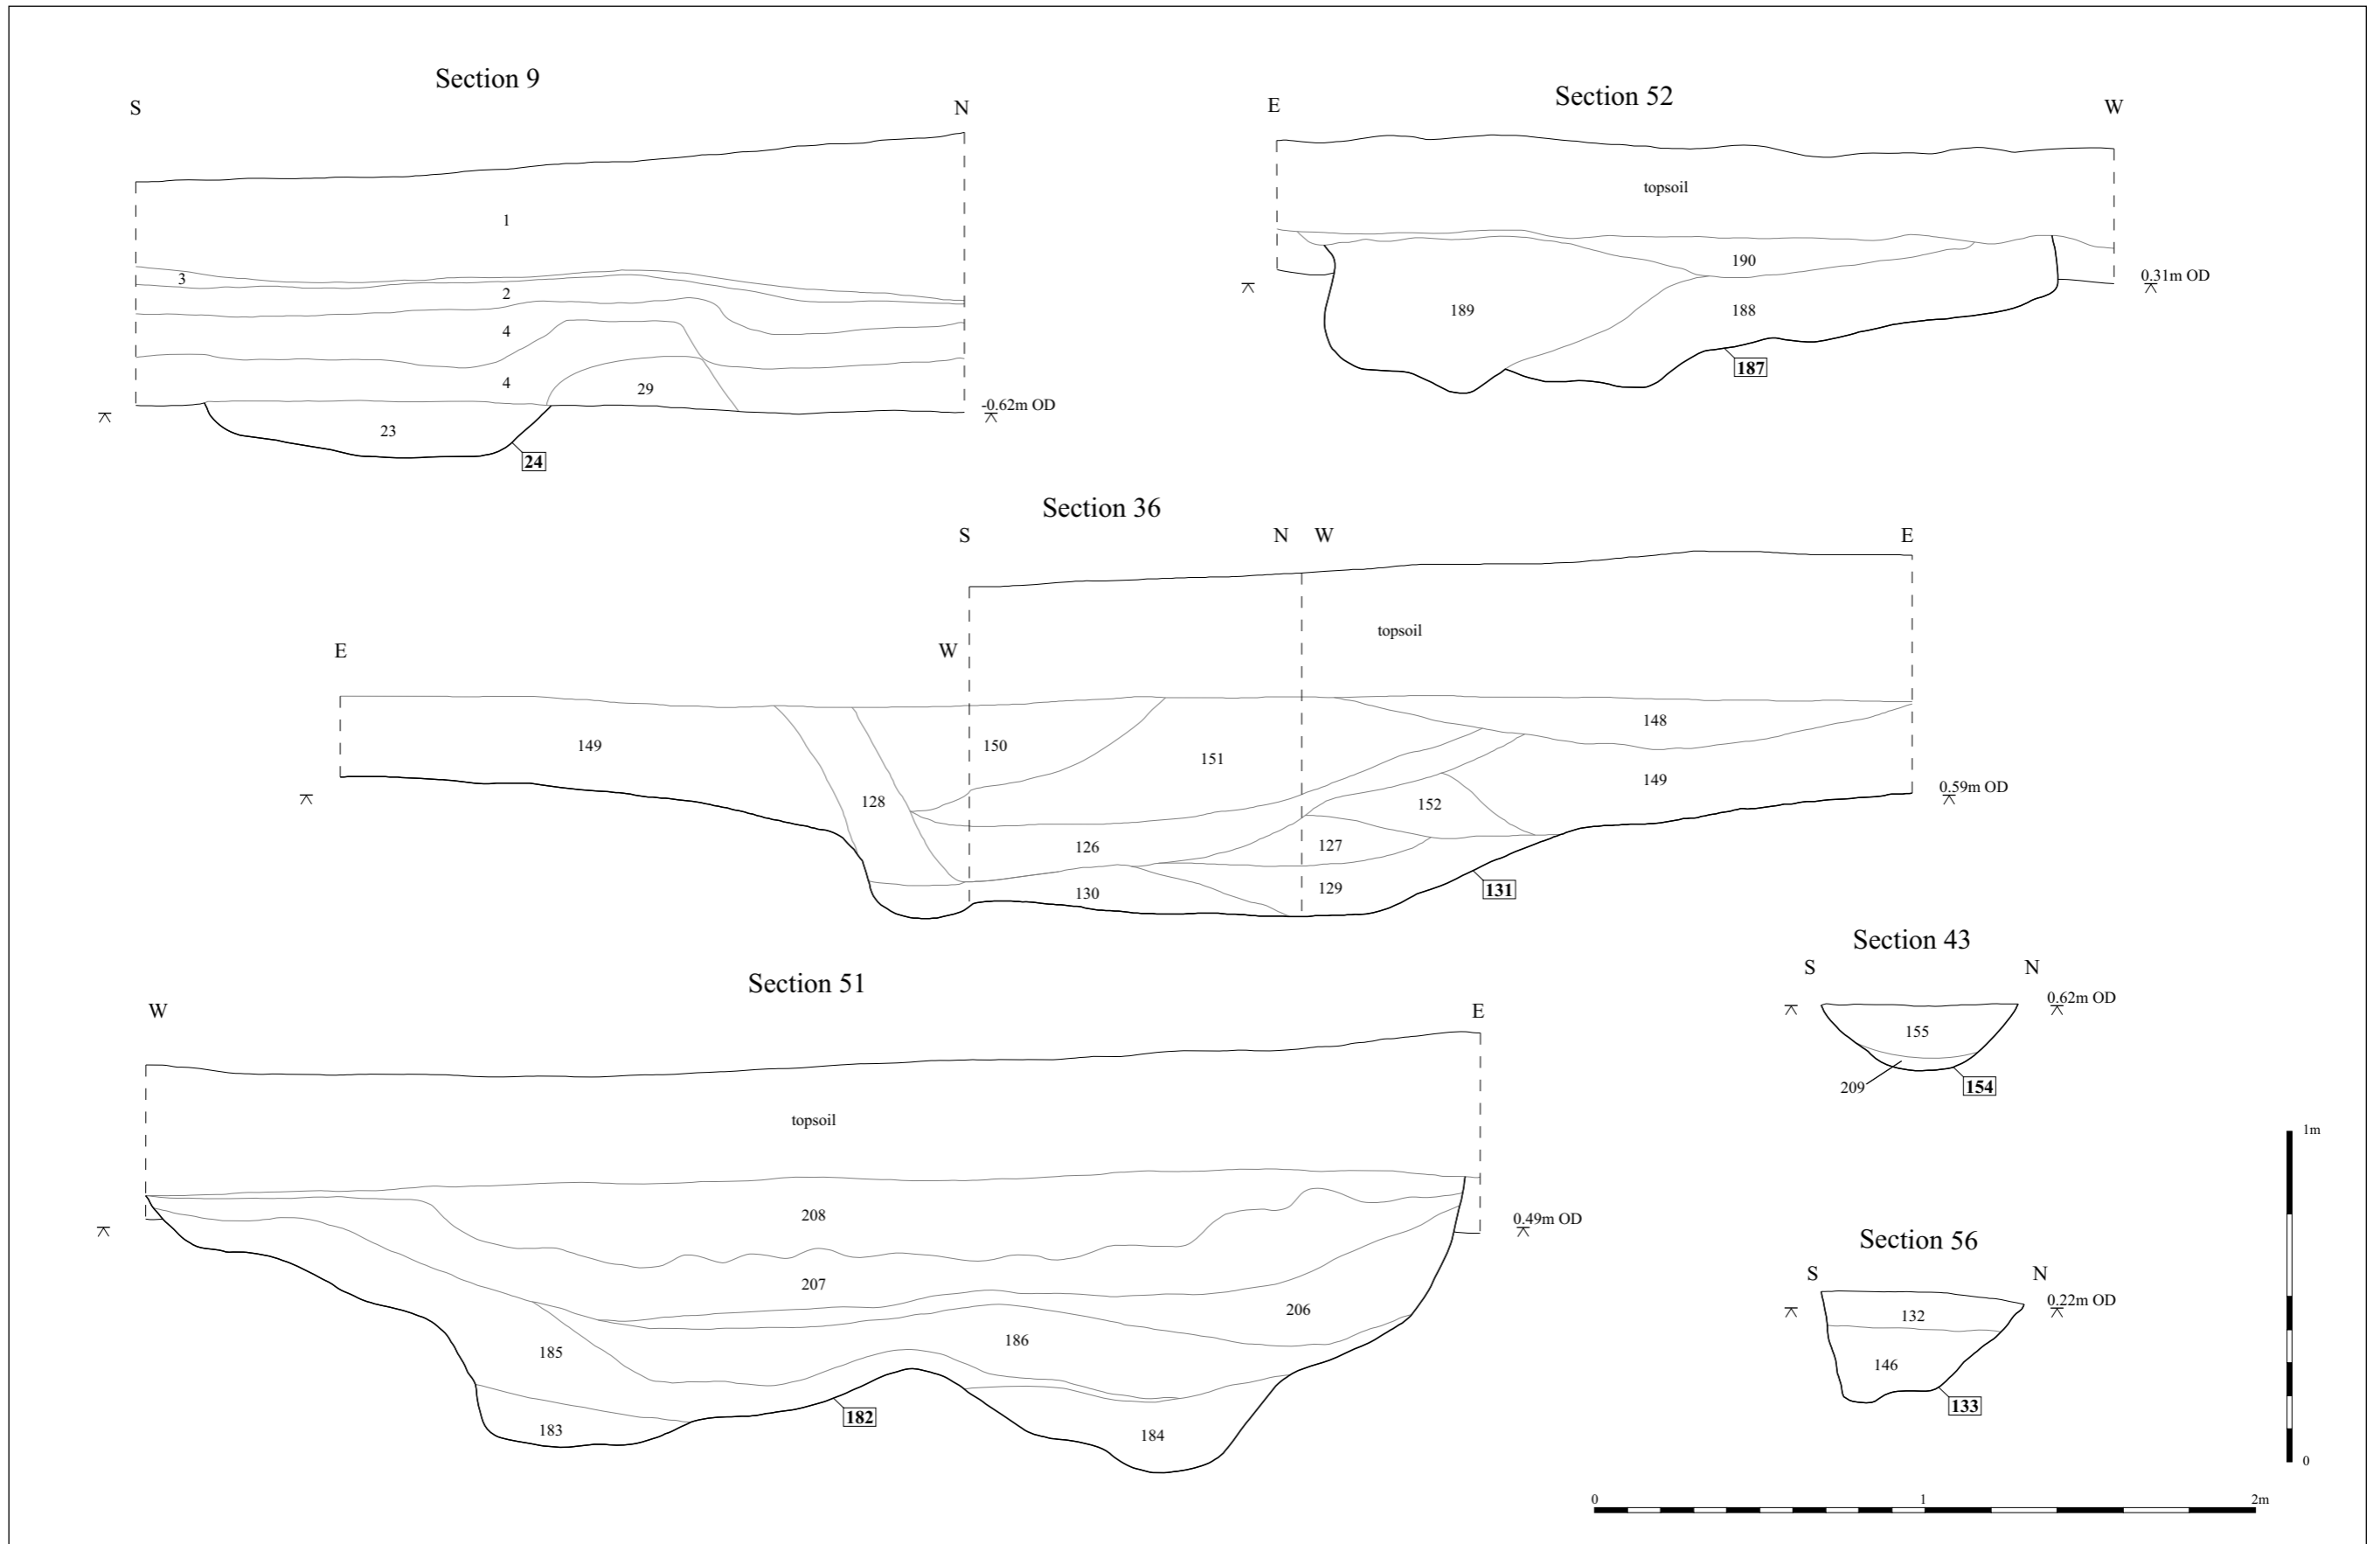 Section 9
S N
1
3
2
4
4
29
23
-0.62m OD
24
Section 52
E W
topsoil
190
189
188
0.31m OD
187
Section 36
S N W E
E W
topsoil
149
150
151
148
149
128
152
126
127
130
129
0.59m OD
131
Section 51
W E
topsoil
208
207
206
186
185
183
184
0.49m OD
182
Section 43
S N
0.62m OD
155
209
154
Section 56
S N
0.22m OD
132
146
133
1m
0
0 1 2m